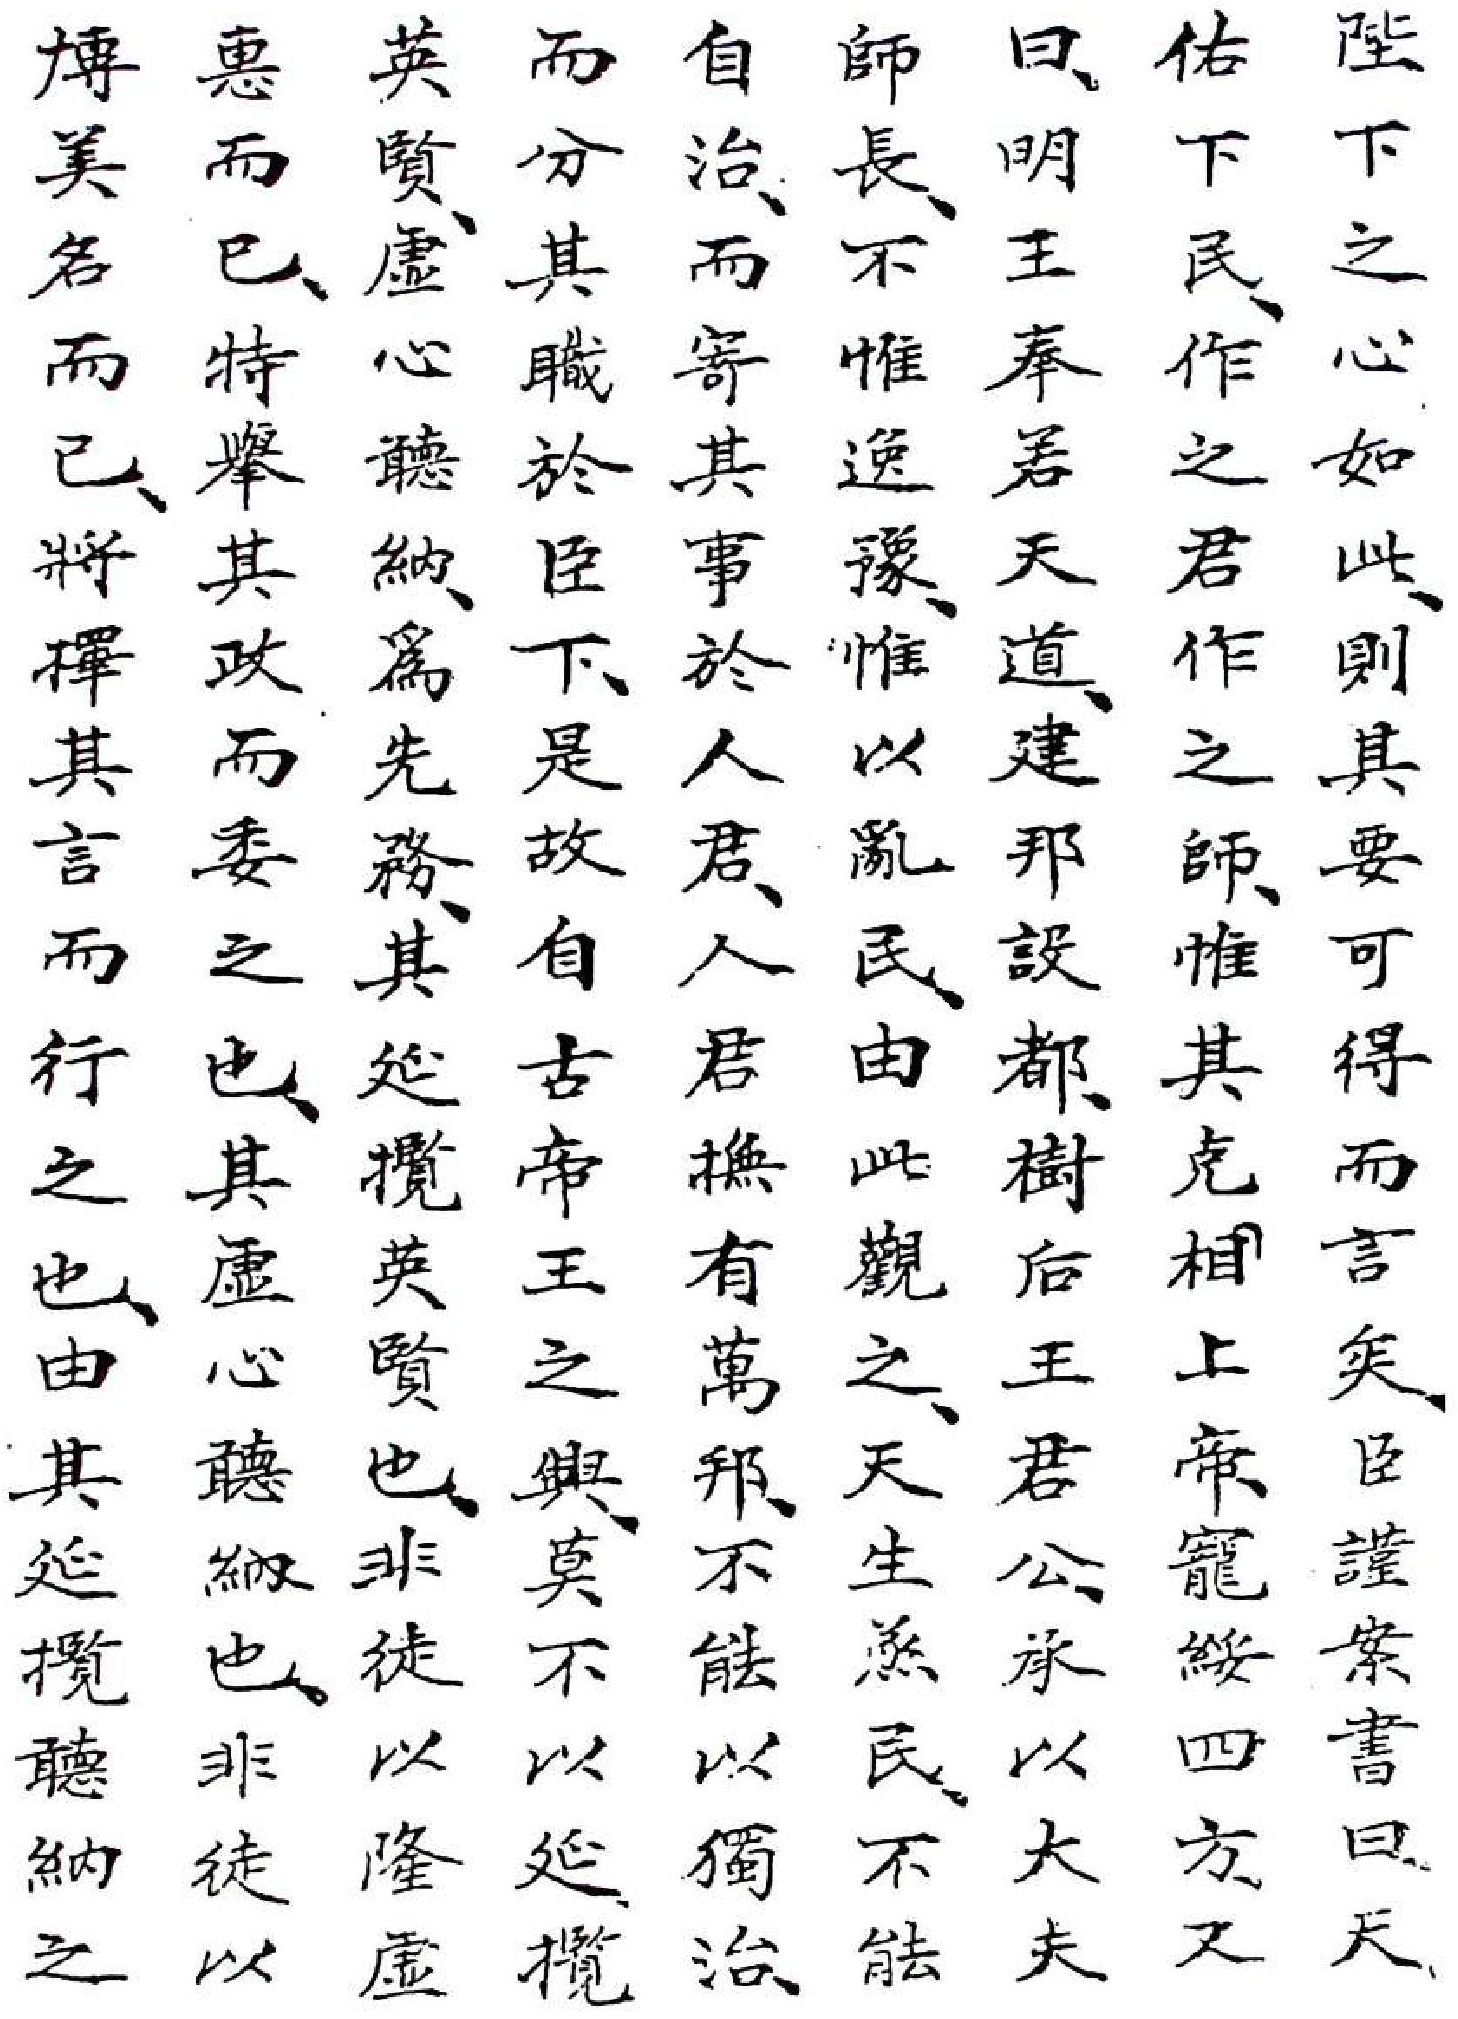 陛下之心如此、則其要可得而言矣、臣謹案書曰、天、
佑下民、作之君作之師、惟其克相上帝、寵綏四方、又
曰、明王奉若天道、建邦設都、樹后王君公、承以大夫
師長、不惟逸豫、惟以亂民、由此觀之、天生烝民、不能
自治、而寄其事於人君、人君撫有萬邦、不能以獨治、
而分其職於臣下、是故自古帝王之興、莫不以延、攬
英賢、虛心聽納、爲先務、其延攬英賢也、非徒以隆虛
惠而已、特舉其政而委之也、其虛心聽納也、非徒以
博美名而已、將擇其言而行之也、由其延攬聽納之